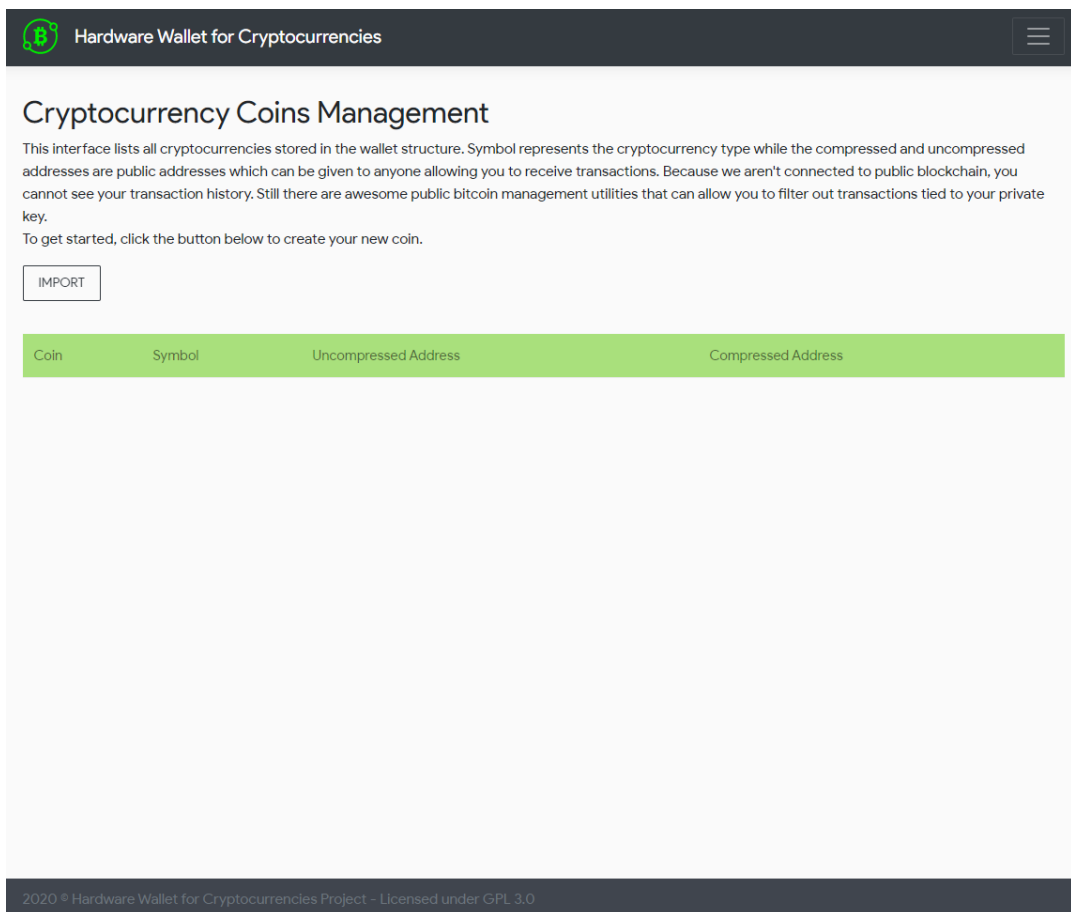 Hardware Wallet for Cryptocurrencies
Cryptocurrency Coins Management
This interface lists all cryptocurrencies stored in the wallet structure. Symbol represents the cryptocurrency type while the compressed and uncompressed
addresses are public addresses which can be given to anyone allowing you to receive transactions. Because we aren't connected to public blockchain, you
cannot see your transaction history. Still there are awesome public bitcoin management utilities that can allow you to filter out transactions tied to your private
key.
To get started, click the button below to create your new coin.
IMPORT
Coin Symbol Uncompressed Address Compressed Address
2020 © Hardware Wallet for Cryptocurrencies Project - Licensed under GPL 3.0